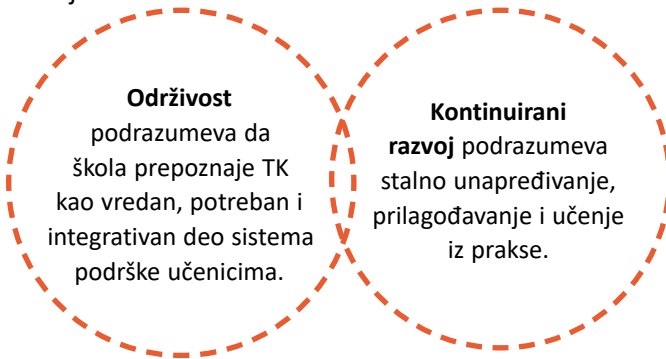 Održivost
podrazumeva da
škola prepoznaje TK
kao vredan, potreban i
integrativan deo sistema
podrške učenicima.
Kontinuirani
razvoj podrazumeva
stalno unapređivanje,
prilagođavanje i učenje
iz prakse.